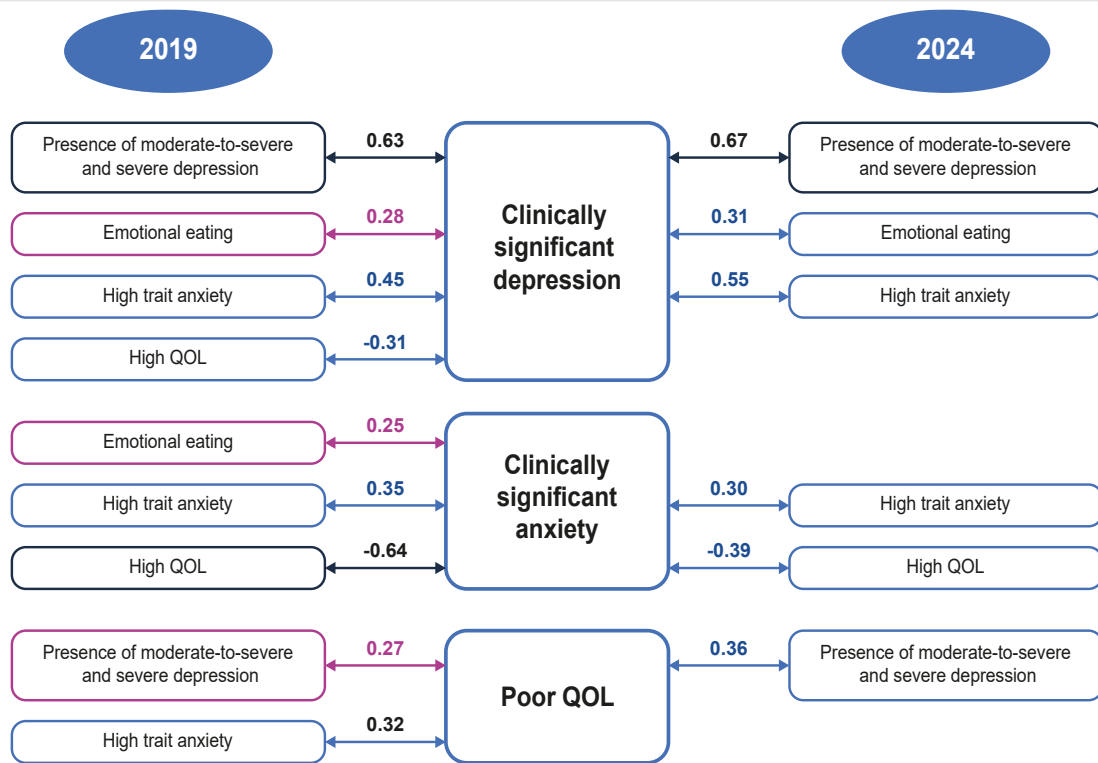 2019
2024
0.63
0.67
Presence of moderate-to-severe
and severe depression
Presence of moderate-to-severe
and severe depression
Emotional eating
0.28
Clinically
significant
depression
0.31
Emotional eating
High trait anxiety
0.45
0.55
High trait anxiety
High QOL
-0.31
Emotional eating
0.25
Clinically
significant
anxiety
High trait anxiety
0.35
0.30
High trait anxiety
High QOL
-0.64
-0.39
High QOL
Presence of moderate-to-severe
and severe depression
0.27
Poor QOL
0.36
Presence of moderate-to-severe
and severe depression
High trait anxiety
0.32